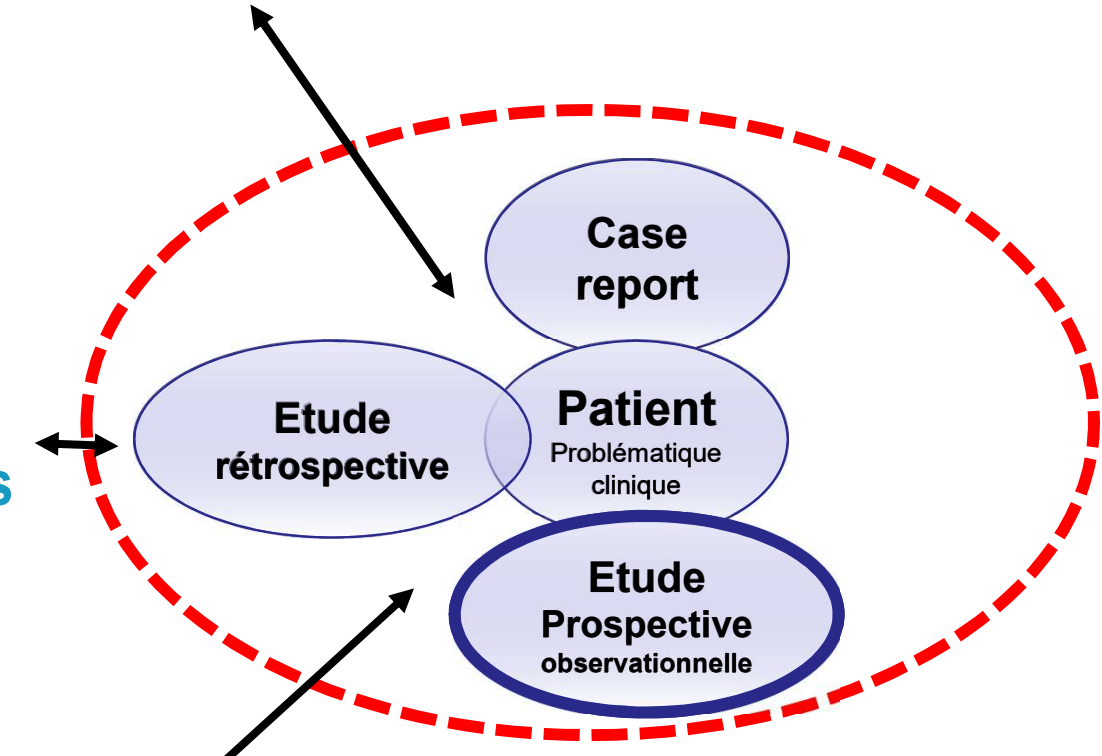 Case
report
Patient
Problématique
clinique
Etude
rétrospective
s
Etude
Prospective
observationnelle